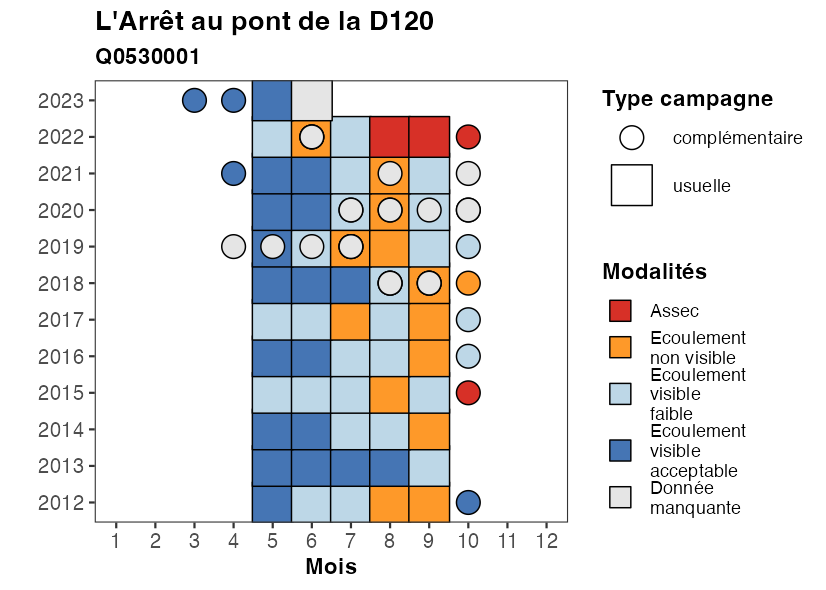 L'Arrêt au pont de la D120
Q0530001
2023
2022
2021
2020
2019
2018
2017
2016
2015
2014
2013
2012
1 2 3 4 5 6 7 8 9 10 11 12
Mois
Type campagne
complémentaire
usuelle
Modalités
Assec
Ecoulement
non visible
Ecoulement
visible
faible
Ecoulement
visible
acceptable
Donnée
manquante